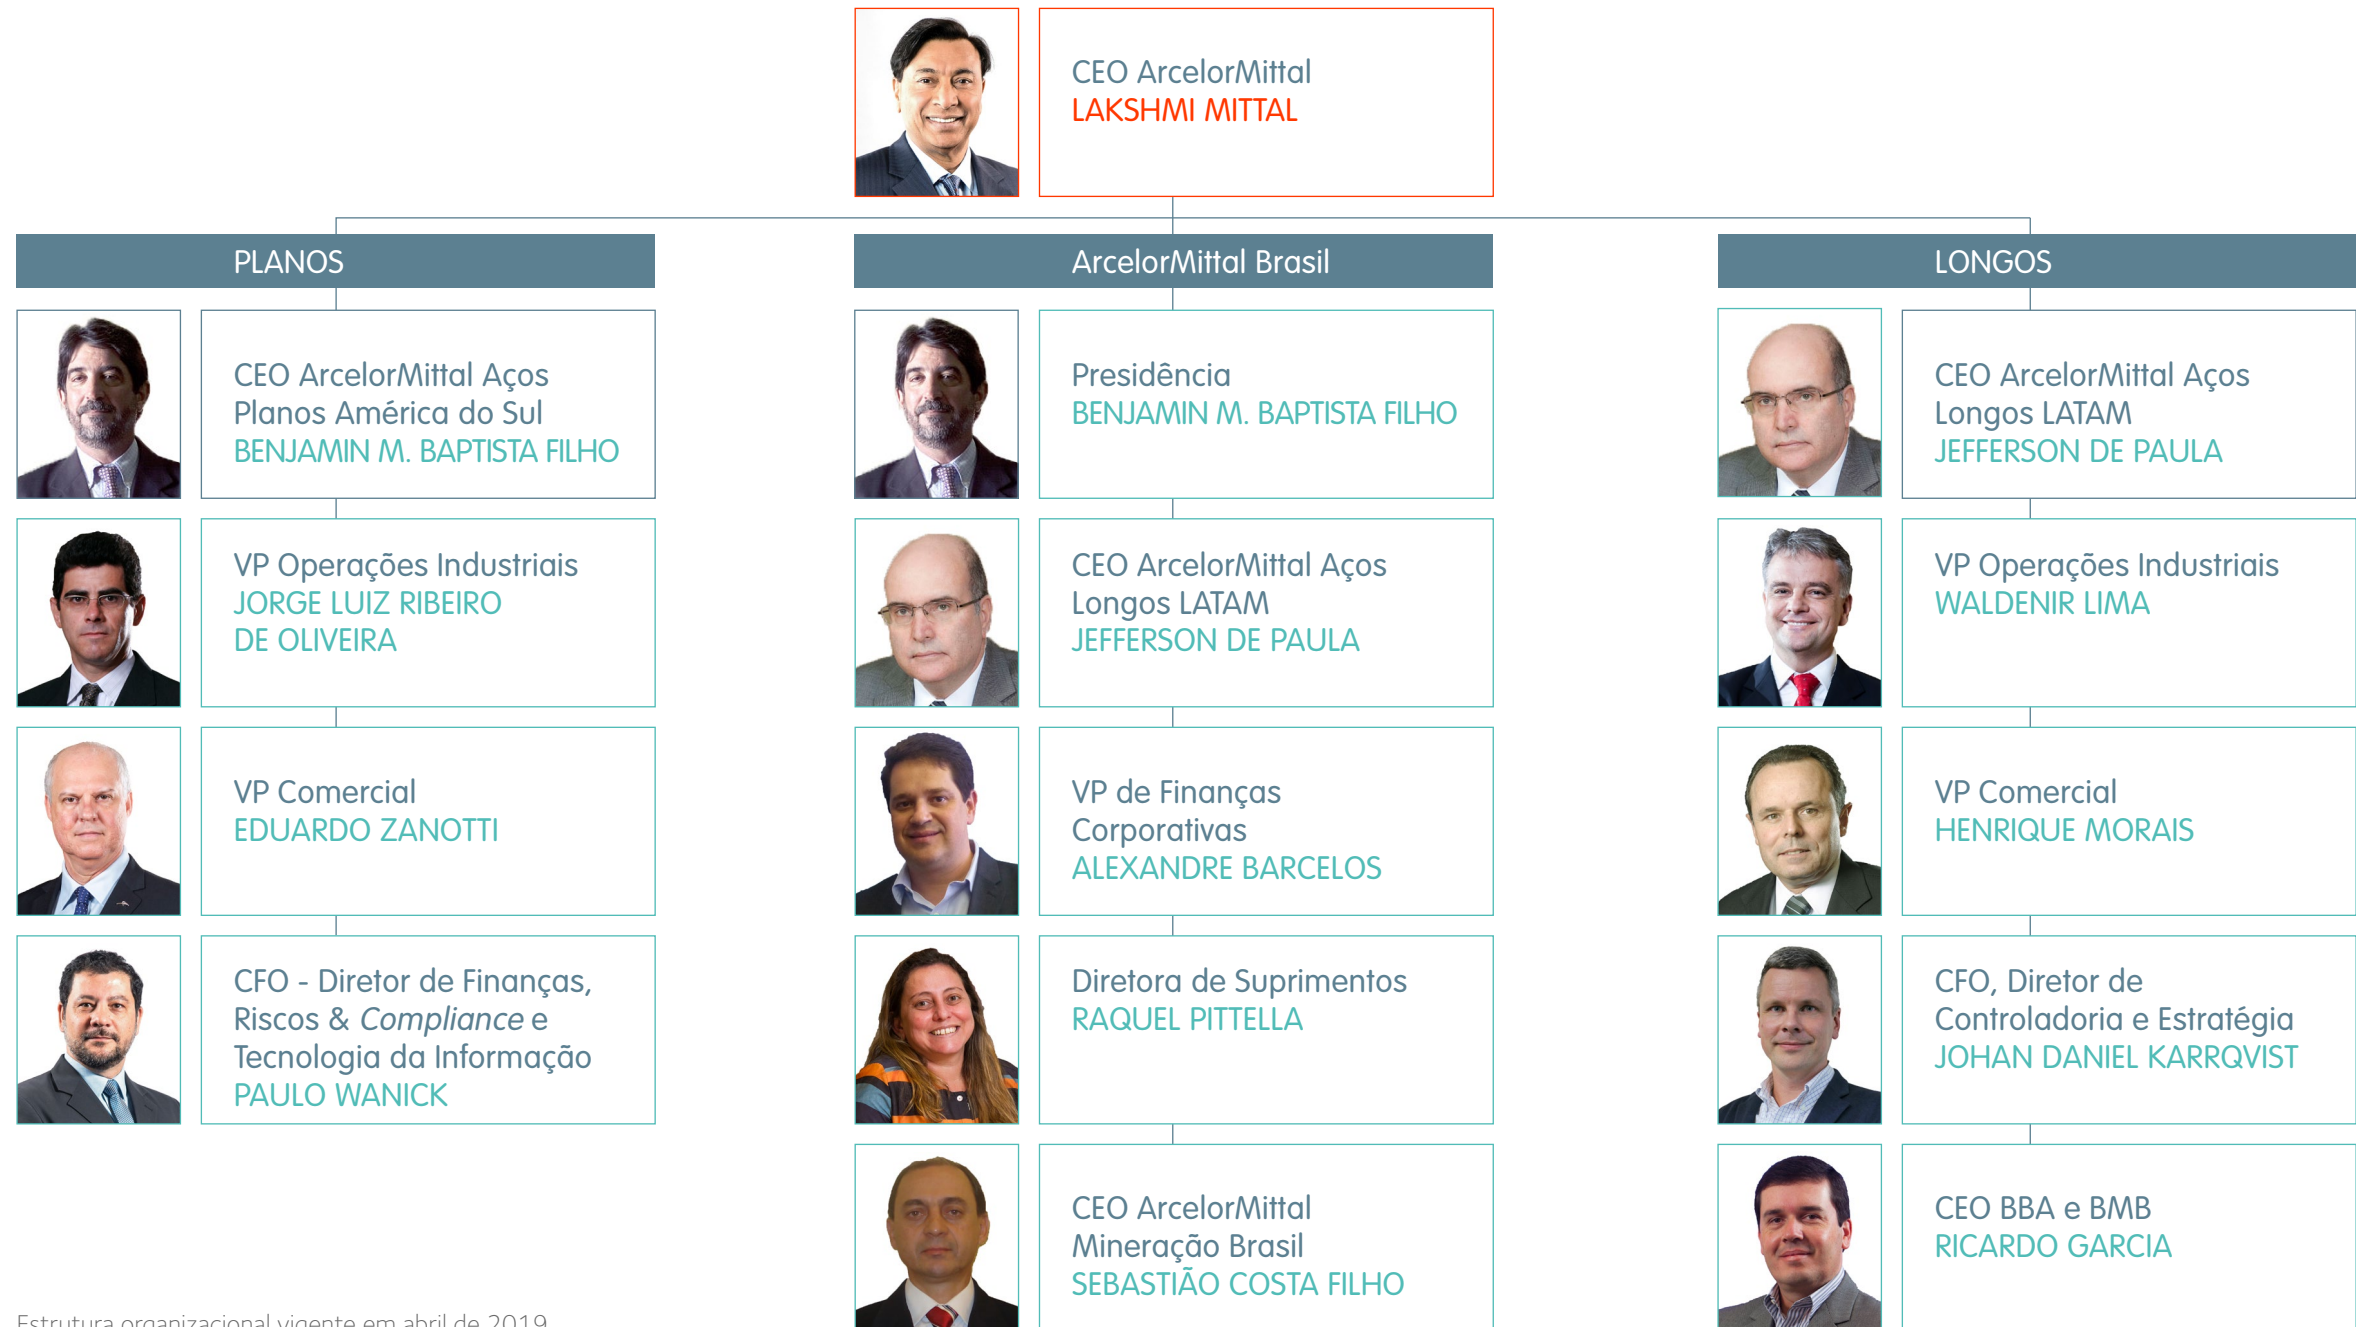 CEO ArcelorMittal
LAKSHMI MITTAL
PLANOS
CEO ArcelorMittal Aços
Planos América do Sul
BENJAMIN M. BAPTISTA FILHO
VP Operações Industriais
JORGE LUIZ RIBEIRO
DE OLIVEIRA
VP Comercial
EDUARDO ZANOTTI
CFO - Diretor de Finanças,
Riscos & Compliance e
Tecnologia da Informação
PAULO WANICK
ArcelorMittal Brasil
Presidência
BENJAMIN M. BAPTISTA FILHO
CEO ArcelorMittal Aços
Longos LATAM
JEFFERSON DE PAULA
VP de Finanças
Corporativas
ALEXANDRE BARCELOS
Diretora de Suprimentos
RAQUEL PITTELLA
CEO ArcelorMittal
Mineração Brasil
SEBASTIÃO COSTA FILHO
LONGOS
CEO ArcelorMittal Aços
Longos LATAM
JEFFERSON DE PAULA
VP Operações Industriais
WALDENIR LIMA
VP Comercial
HENRIQUE MORAIS
CFO, Diretor de
Controladoria e Estratégia
JOHAN DANIEL KARRQVIST
CEO BBA e BMB
RICARDO GARCIA
Estrutura organizacional vigente em abril de 2019